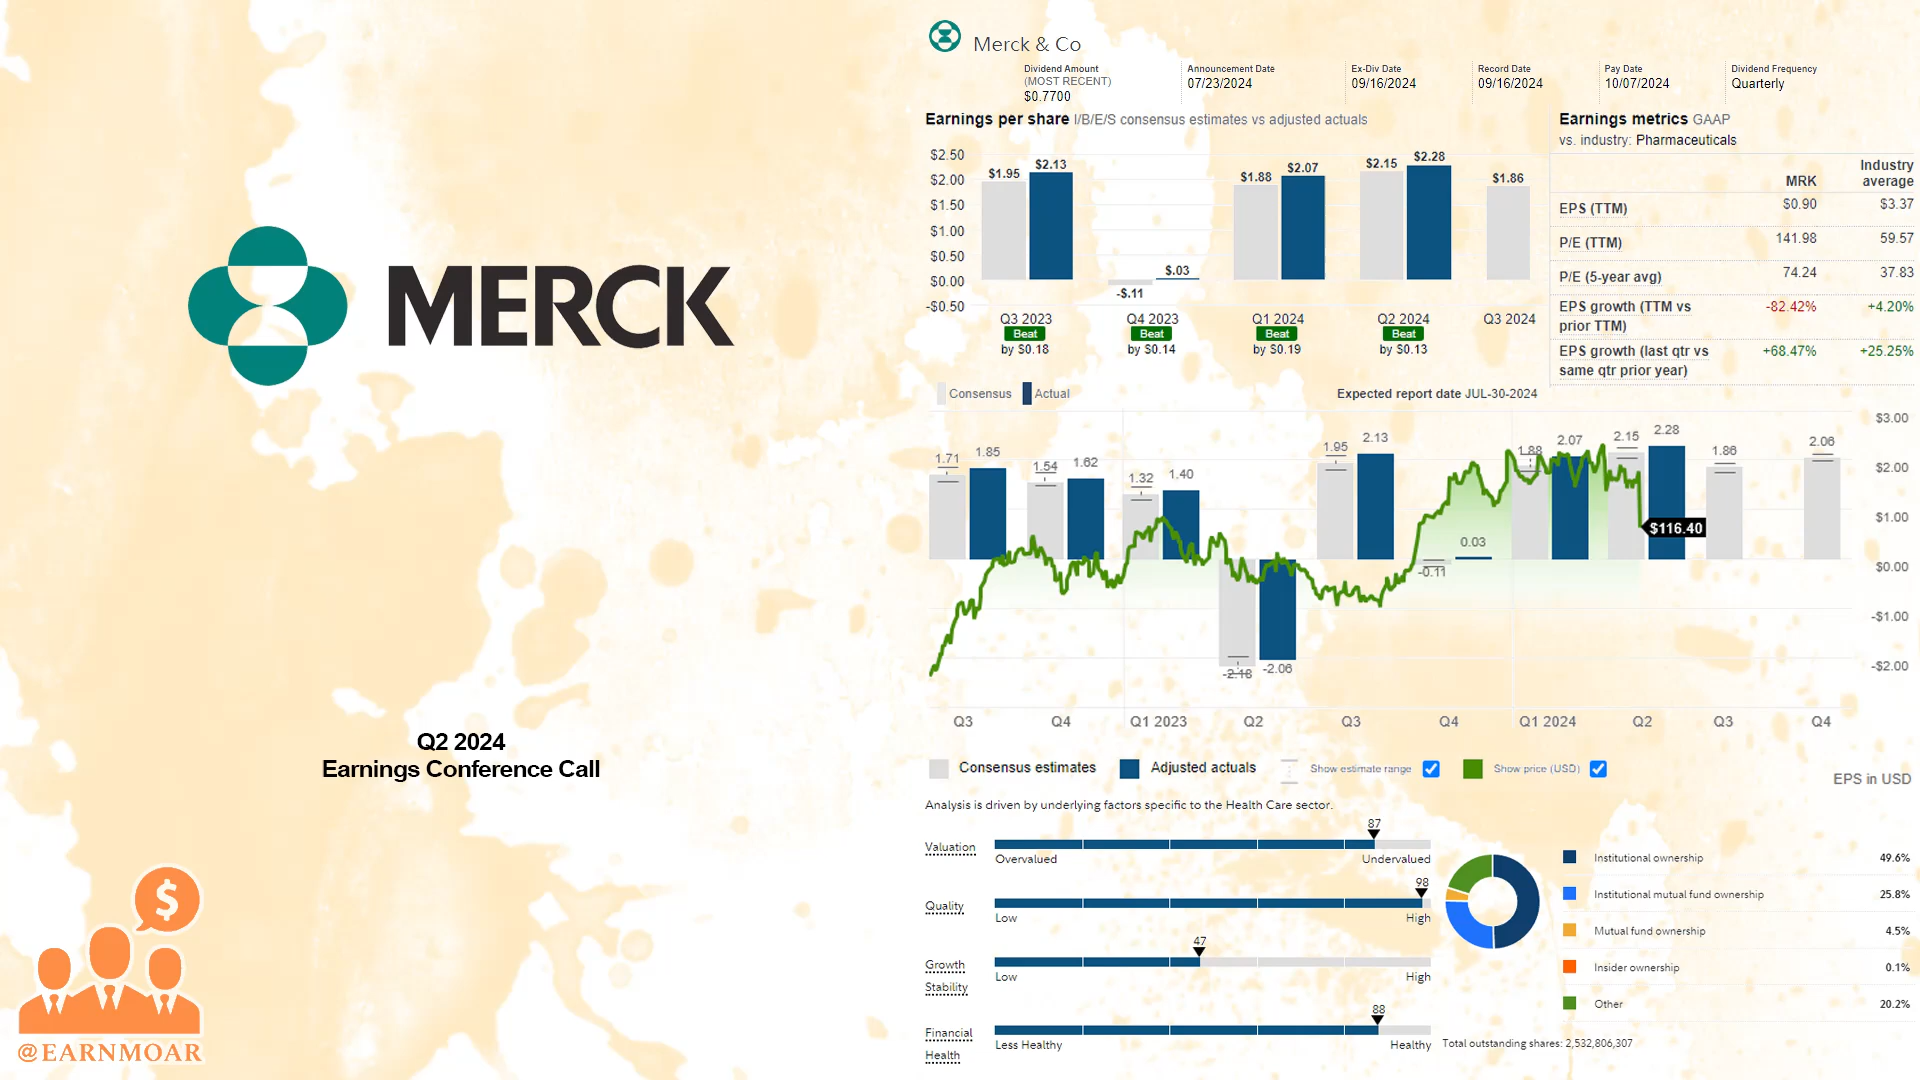 Merck & Co
Dividend Amount
(MOST RECENT)
$0.7700
Announcement Date
07/23/2024
Ex-Div Date
09/16/2024
Record Date
09/16/2024
Pay Date
10/07/2024
Dividend Frequency
Quarterly
MERCK
Q2 2024
Earnings Conference Call
$
@EARNMOAR
Earnings per share I/B/E/S consensus estimates vs adjusted actuals
$2.50
$2.00
$1.50
$1.00
$0.50
$0.00
-$0.50
$1.95 $2.13
-$.11 $.03
$1.88 $2.07
$2.15 $2.28
$1.86
Q3 2023 Q4 2023 Q1 2024 Q2 2024 Q3 2024
Beat Beat Beat Beat
by $0.18 by $0.14 by $0.19 by $0.13
Consensus Actual
Expected report date JUL-30-2024
Earnings metrics GAAP
vs. industry: Pharmaceuticals
MRK Industry average
EPS (TTM) $0.90 $3.37
P/E (TTM) 141.98 59.57
P/E (5-year avg) 74.24 37.83
EPS growth (TTM vs prior TTM) -82.42% +4.20%
EPS growth (last qtr vs same qtr prior year) +68.47% +25.25%
1.71 1.85
1.54 1.62
1.32 1.40
-2.18 -2.06
1.95 2.13
-0.11 0.03
1.88 2.07
2.15 2.28
1.86
2.06
$116.40
$3.00
$2.00
$1.00
$0.00
-$1.00
-$2.00
Q3 Q4 Q1 2023 Q2 Q3 Q4 Q1 2024 Q2 Q3 Q4
Consensus estimates Adjusted actuals Show estimate range Show price (USD)
EPS in USD
Analysis is driven by underlying factors specific to the Health Care sector.
87
Valuation
Overvalued Undervalued
98
Quality
Low High
47
Growth
Stability
Low High
88
Financial
Health
Less Healthy Healthy
Institutional ownership 49.6%
Institutional mutual fund ownership 25.8%
Mutual fund ownership 4.5%
Insider ownership 0.1%
Other 20.2%
Total outstanding shares: 2,532,806,307